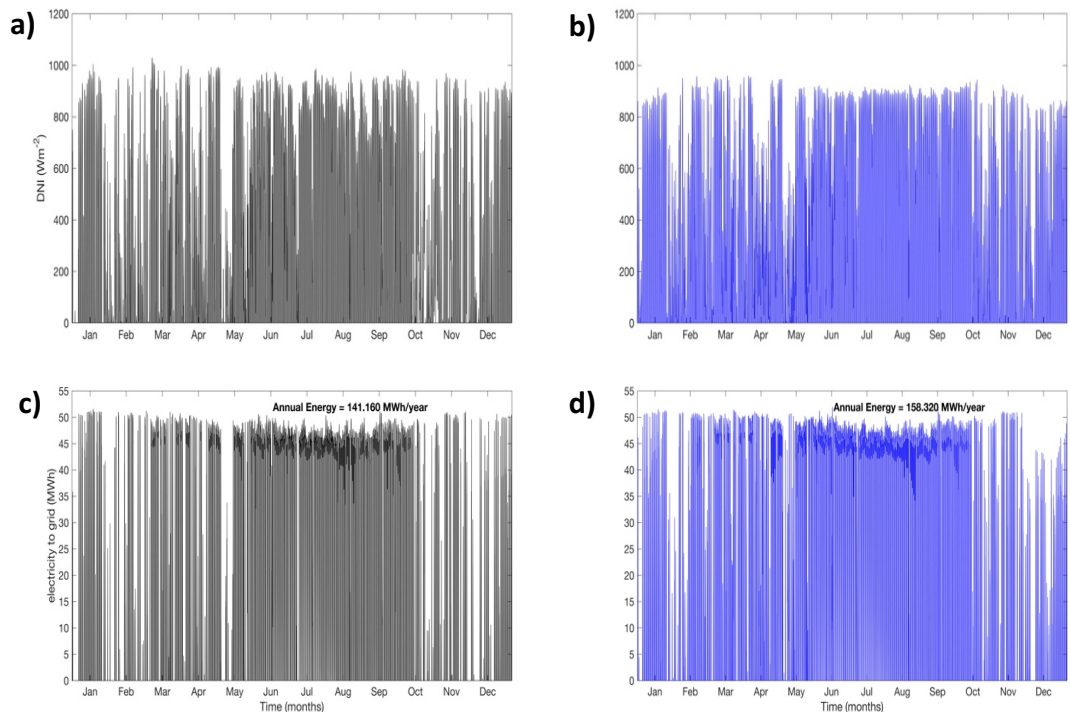 a)
1200
1000
800
600
400
200
0
DNI (Wm⁻²)
Jan Feb Mar Apr May Jun Jul Aug Sep Oct Nov Dec
b)
1200
1000
800
600
400
200
0
Jan Feb Mar Apr May Jun Jul Aug Sep Oct Nov Dec
c)
55
50
45
40
35
30
25
20
15
10
5
0
electricity to grid (MWh)
Annual Energy = 141.160 MWh/year
Jan Feb Mar Apr May Jun Jul Aug Sep Oct Nov Dec
Time (months)
d)
55
50
45
40
35
30
25
20
15
10
5
0
Annual Energy = 158.320 MWh/year
Jan Feb Mar Apr May Jun Jul Aug Sep Oct Nov Dec
Time (months)